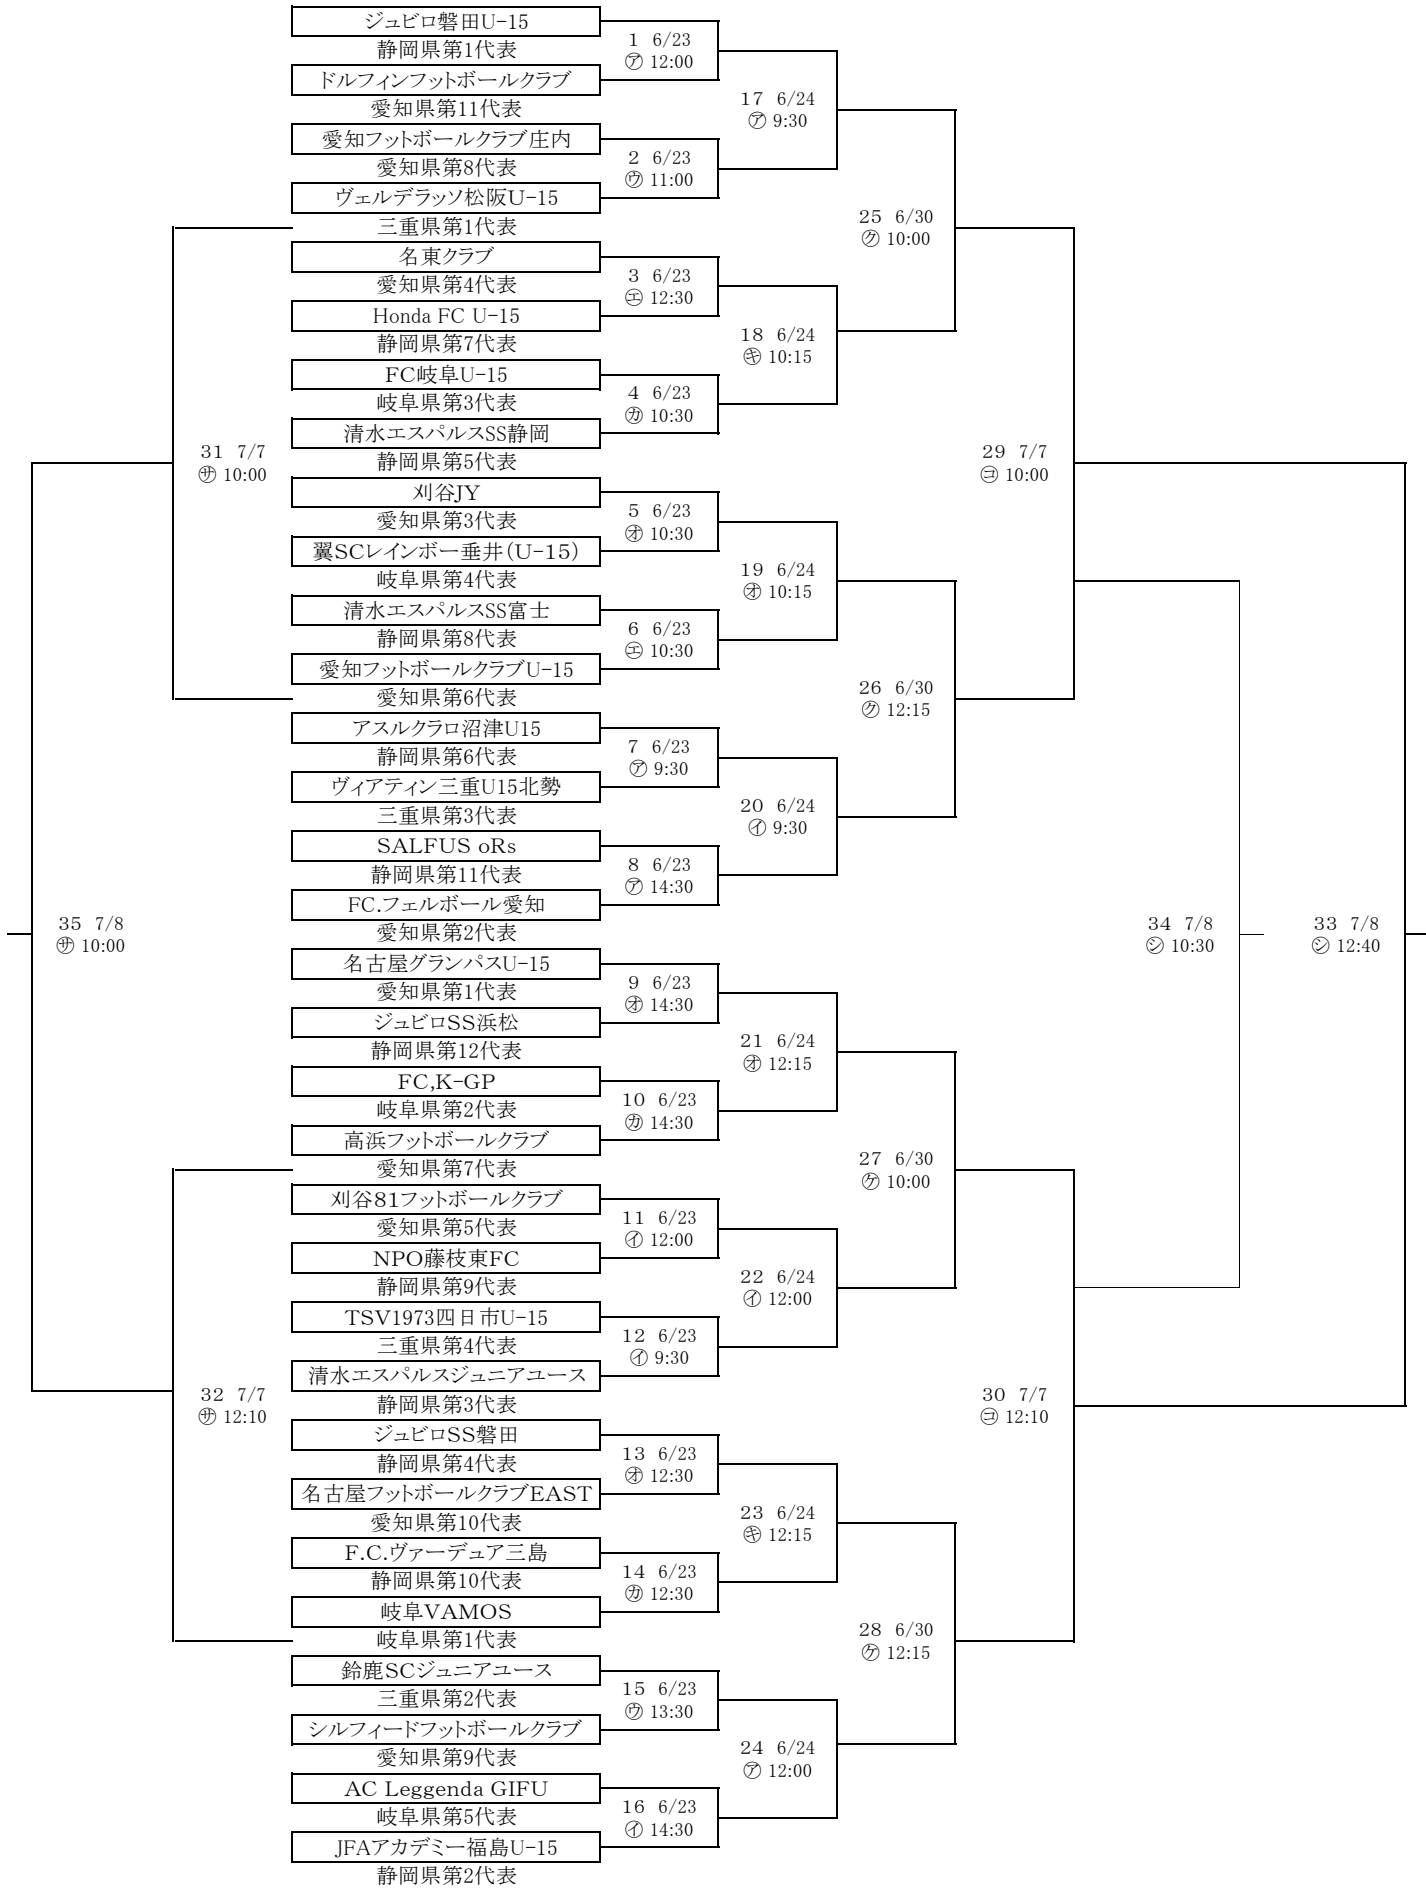 ジュビロ磐田U-15
静岡県第1代表
ドルフィンフットボールクラブ
愛知県第11代表
愛知フットボールクラブ庄内
愛知県第8代表
ヴェルデラッソ松阪U-15
三重県第1代表
名東クラブ
愛知県第4代表
Honda FC U-15
静岡県第7代表
FC岐阜U-15
岐阜県第3代表
清水エスパルスSS静岡
静岡県第5代表
刈谷JY
愛知県第3代表
翼SCレインボー垂井(U-15)
岐阜県第4代表
清水エスパルスSS富士
静岡県第8代表
愛知フットボールクラブU-15
愛知県第6代表
アスルクラロ沼津U15
静岡県第6代表
ヴィアティン三重U15北勢
三重県第3代表
SALFUS oRs
静岡県第11代表
FC.フェルボール愛知
愛知県第2代表
名古屋グランパスU-15
愛知県第1代表
ジュビロSS浜松
静岡県第12代表
FC,K-GP
岐阜県第2代表
高浜フットボールクラブ
愛知県第7代表
刈谷81フットボールクラブ
愛知県第5代表
NPO藤枝東FC
静岡県第9代表
TSV1973四日市U-15
三重県第4代表
清水エスパルスジュニアユース
静岡県第3代表
ジュビロSS磐田
静岡県第4代表
名古屋フットボールクラブEAST
愛知県第10代表
F.C.ヴァーデュア三島
静岡県第10代表
岐阜VAMOS
岐阜県第1代表
鈴鹿SCジュニアユース
三重県第2代表
シルフィードフットボールクラブ
愛知県第9代表
AC Leggenda GIFU
岐阜県第5代表
JFAアカデミー福島U-15
静岡県第2代表
1 6/23
㋐ 12:00
2 6/23
㋒ 11:00
3 6/23
㋓ 12:30
4 6/23
㋕ 10:30
5 6/23
㋔ 10:30
6 6/23
㋓ 10:30
7 6/23
㋐ 9:30
8 6/23
㋐ 14:30
9 6/23
㋔ 14:30
10 6/23
㋕ 14:30
11 6/23
㋑ 12:00
12 6/23
㋑ 9:30
13 6/23
㋔ 12:30
14 6/23
㋕ 12:30
15 6/23
㋒ 13:30
16 6/23
㋑ 14:30
17 6/24
㋐ 9:30
18 6/24
㋖ 10:15
19 6/24
㋔ 10:15
20 6/24
㋑ 9:30
21 6/24
㋔ 12:15
22 6/24
㋑ 12:00
23 6/24
㋖ 12:15
24 6/24
㋐ 12:00
25 6/30
㋗ 10:00
26 6/30
㋗ 12:15
27 6/30
㋘ 10:00
28 6/30
㋘ 12:15
29 7/7
㋙ 10:00
30 7/7
㋙ 12:10
31 7/7
㋚ 10:00
32 7/7
㋚ 12:10
33 7/8
㋛ 12:40
34 7/8
㋛ 10:30
35 7/8
㋚ 10:00